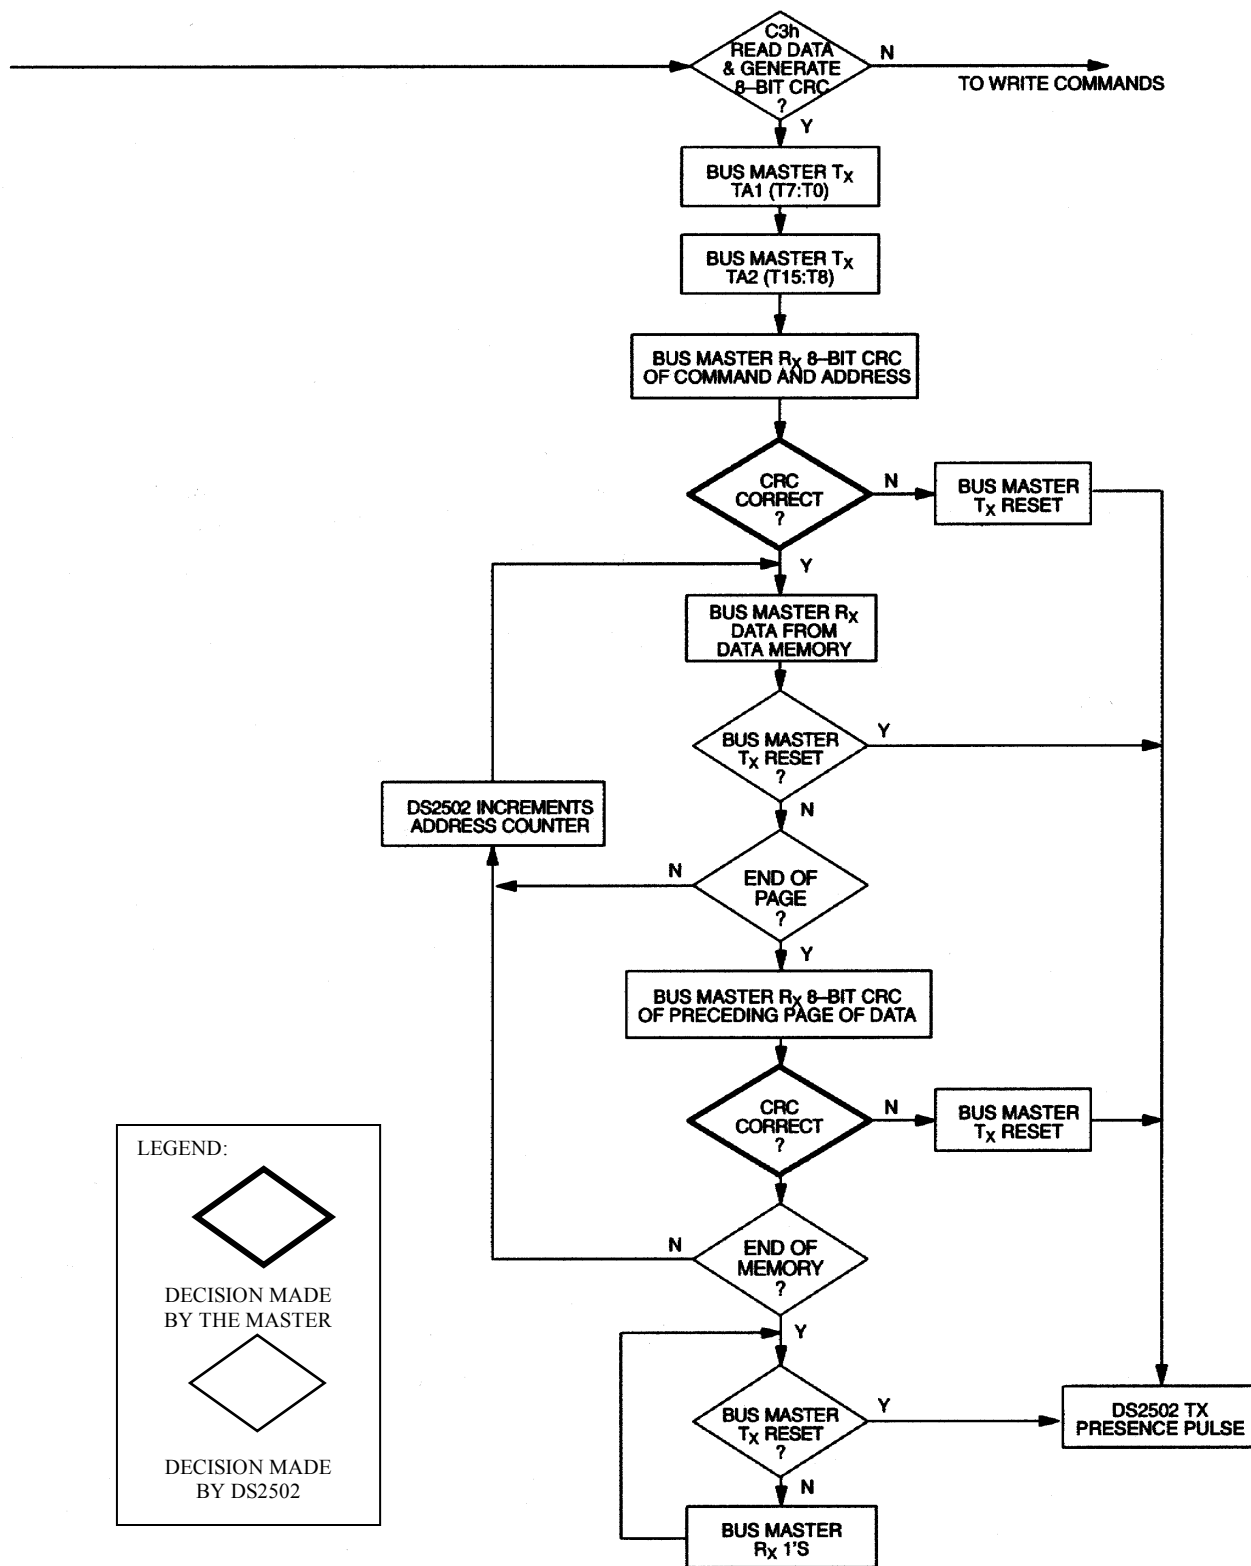 C3h
READ DATA
& GENERATE
8–BIT CRC
?
N
TO WRITE COMMANDS
Y
BUS MASTER TX
TA1 (T7:T0)
BUS MASTER TX
TA2 (T15:T8)
BUS MASTER RX 8–BIT CRC
OF COMMAND AND ADDRESS
CRC
CORRECT
?
N
BUS MASTER
TX RESET
Y
BUS MASTER RX
DATA FROM
DATA MEMORY
BUS MASTER
TX RESET
?
Y
N
DS2502 INCREMENTS
ADDRESS COUNTER
END OF
PAGE
?
N
Y
BUS MASTER RX 8–BIT CRC
OF PRECEDING PAGE OF DATA
CRC
CORRECT
?
N
BUS MASTER
TX RESET
END OF
MEMORY
?
N
Y
BUS MASTER
TX RESET
?
Y
DS2502 TX
PRESENCE PULSE
N
BUS MASTER
RX 1'S
LEGEND:
DECISION MADE
BY THE MASTER
DECISION MADE
BY DS2502